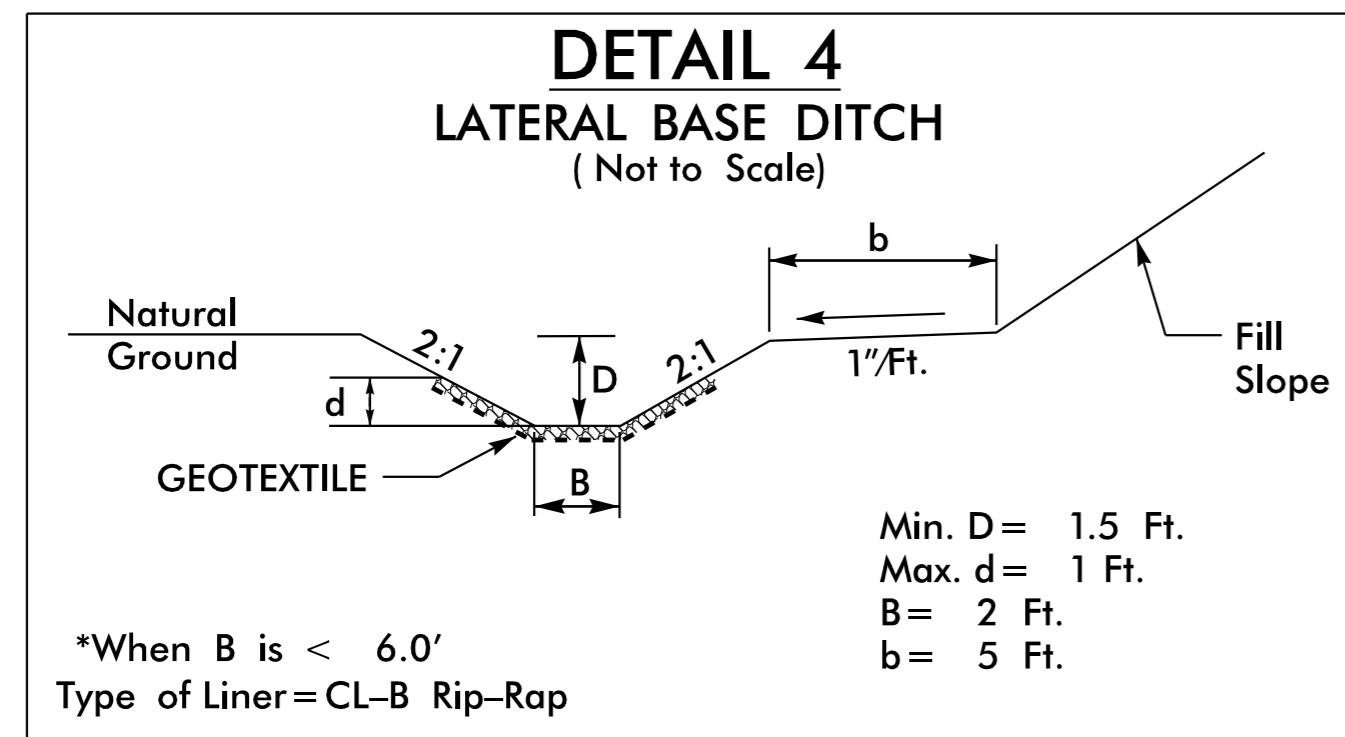 DETAIL 4
LATERAL BASE DITCH
( Not to Scale)
b
Natural
Ground
2:1
D
2:1
1"/Ft.
Fill
Slope
d
GEOTEXTILE
B
Min. D = 1.5 Ft.
Max. d = 1 Ft.
B = 2 Ft.
b = 5 Ft.
*When B is < 6.0'
Type of Liner = CL-B Rip-Rap